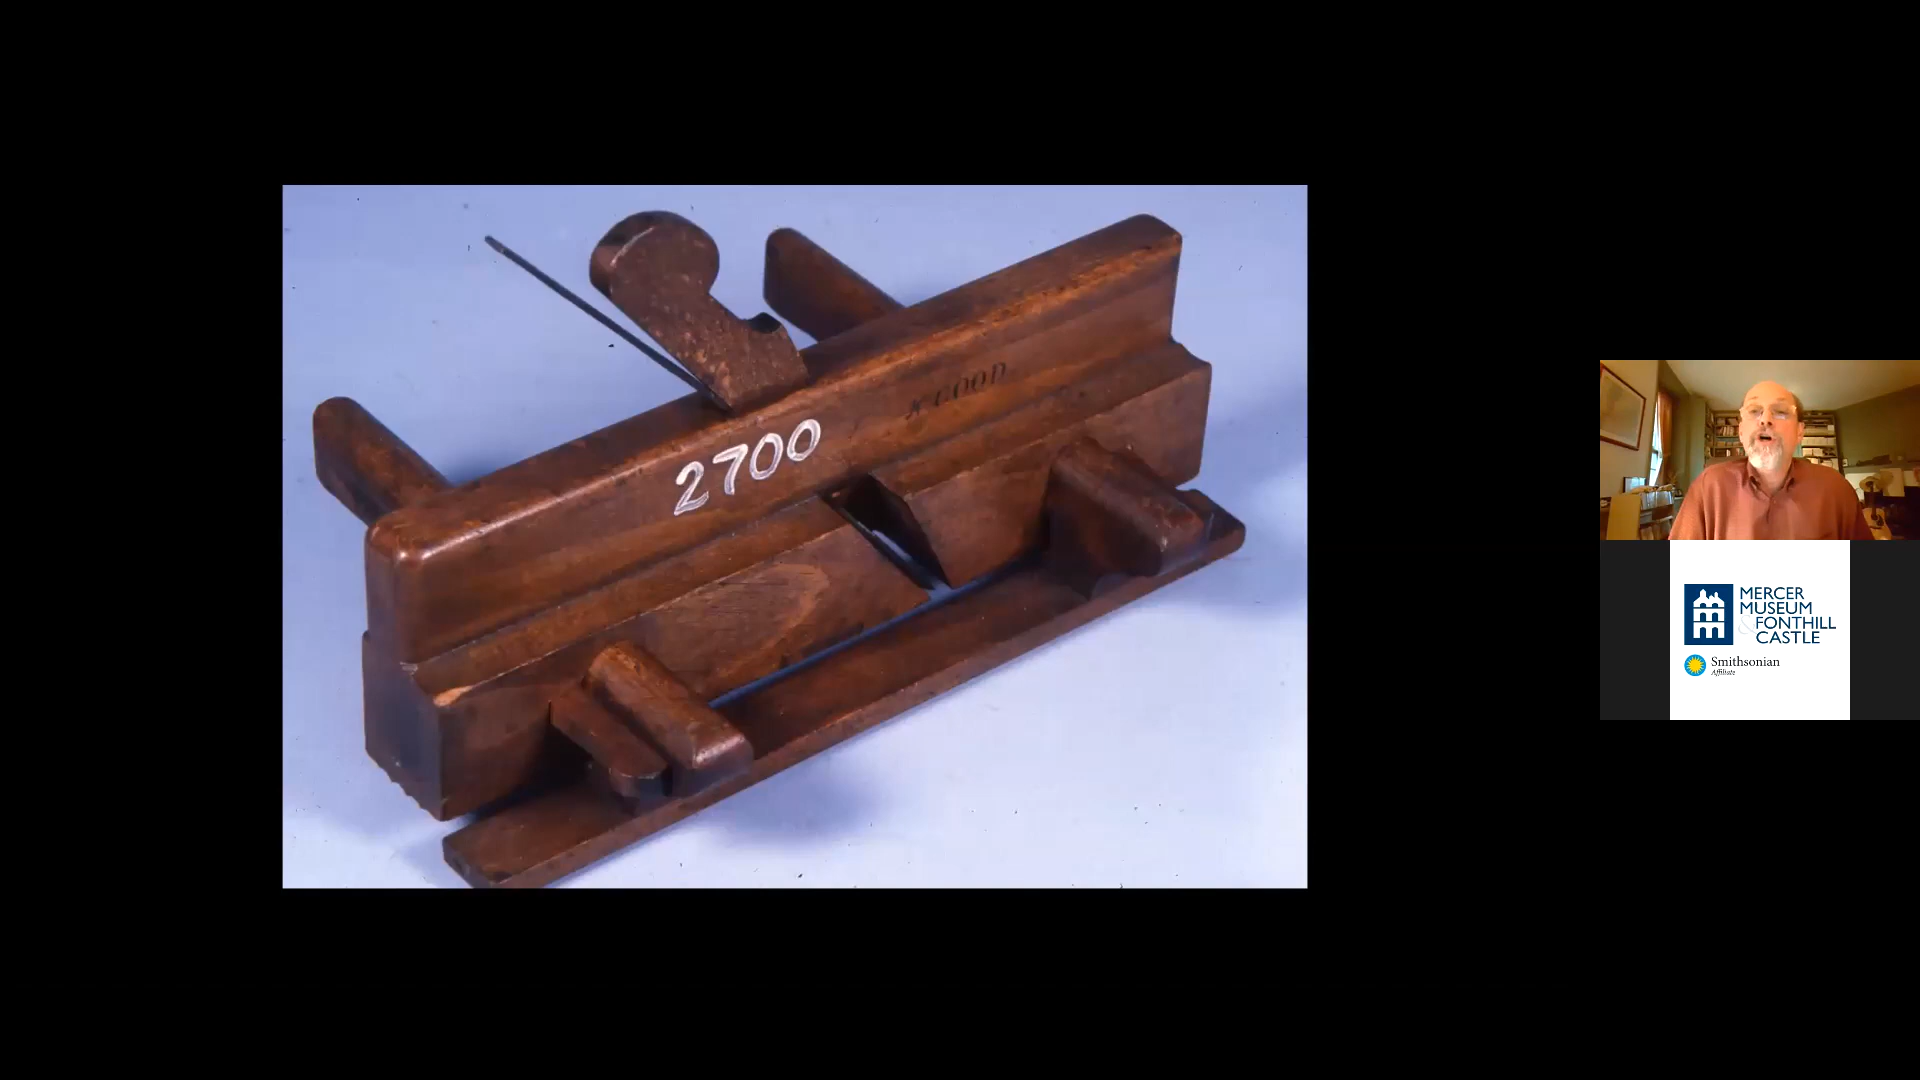 2700
MERCER
MUSEUM
& FONTHILL
CASTLE
Smithsonian
Affiliate